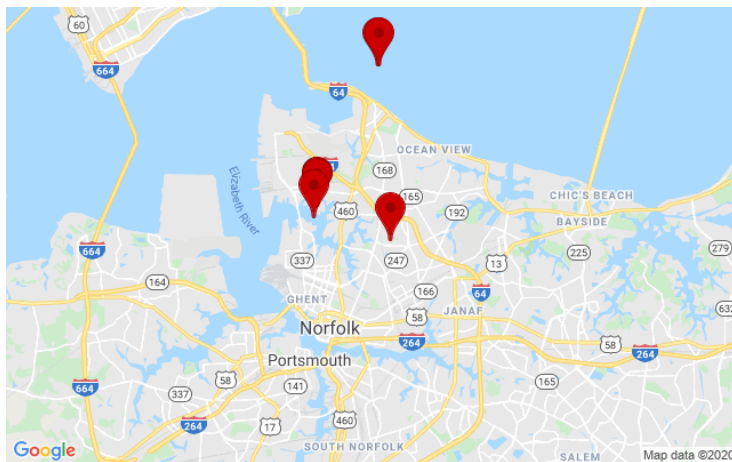 60
664
64
OCEAN VIEW
168
165
Elizabeth River
460
192
CHIC'S BEACH
BAYSIDE
664
337
247
13
225
279
164
GHENT
166
64
JANAF
58
Norfolk
264
58
264
Portsmouth
664
58
141
337
165
264
17
460
SOUTH NORFOLK
SALEM
Google
Map data ©2020